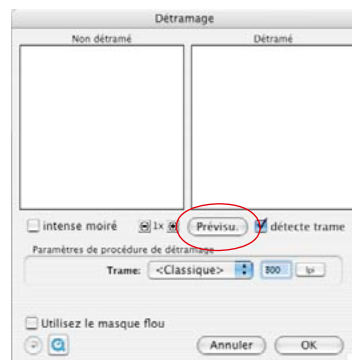 Détramage
Non détramé Détramé
intense moiré 1x Prévisu. détecte trame
Paramètres de procédure de détramage
Trame: <Classique> 300 lpi
Utilisez le masque flou
Annuler OK